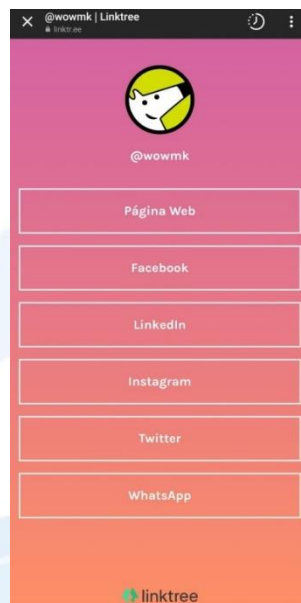 @wowmk | Linktree
linktr.ee
@wowmk
Página Web
Facebook
LinkedIn
Instagram
Twitter
WhatsApp
linktree